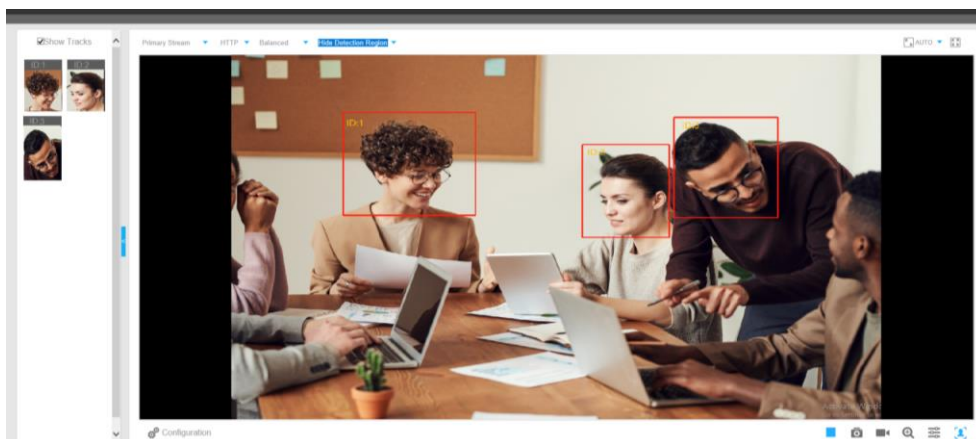 Show Tracks
Primary Stream HTTP Balanced Hide Detection Region
AUTO
ID:1 ID:2
ID:3
ID:1
Configuration